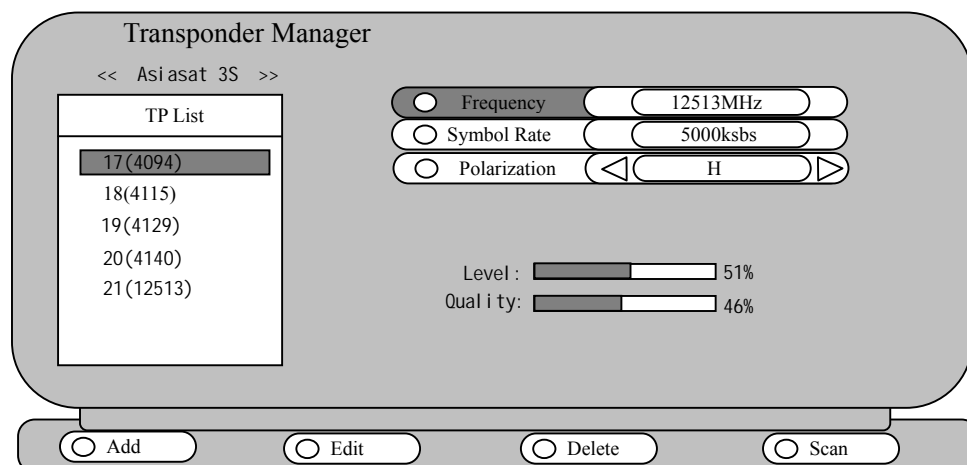 Transponder Manager
<< Asiasat 3S >>
TP List
17(4094)
18(4115)
19(4129)
20(4140)
21(12513)
Frequency 12513MHz
Symbol Rate 5000ksbs
Polarization H
Level: 51%
Quality: 46%
Add Edit Delete Scan